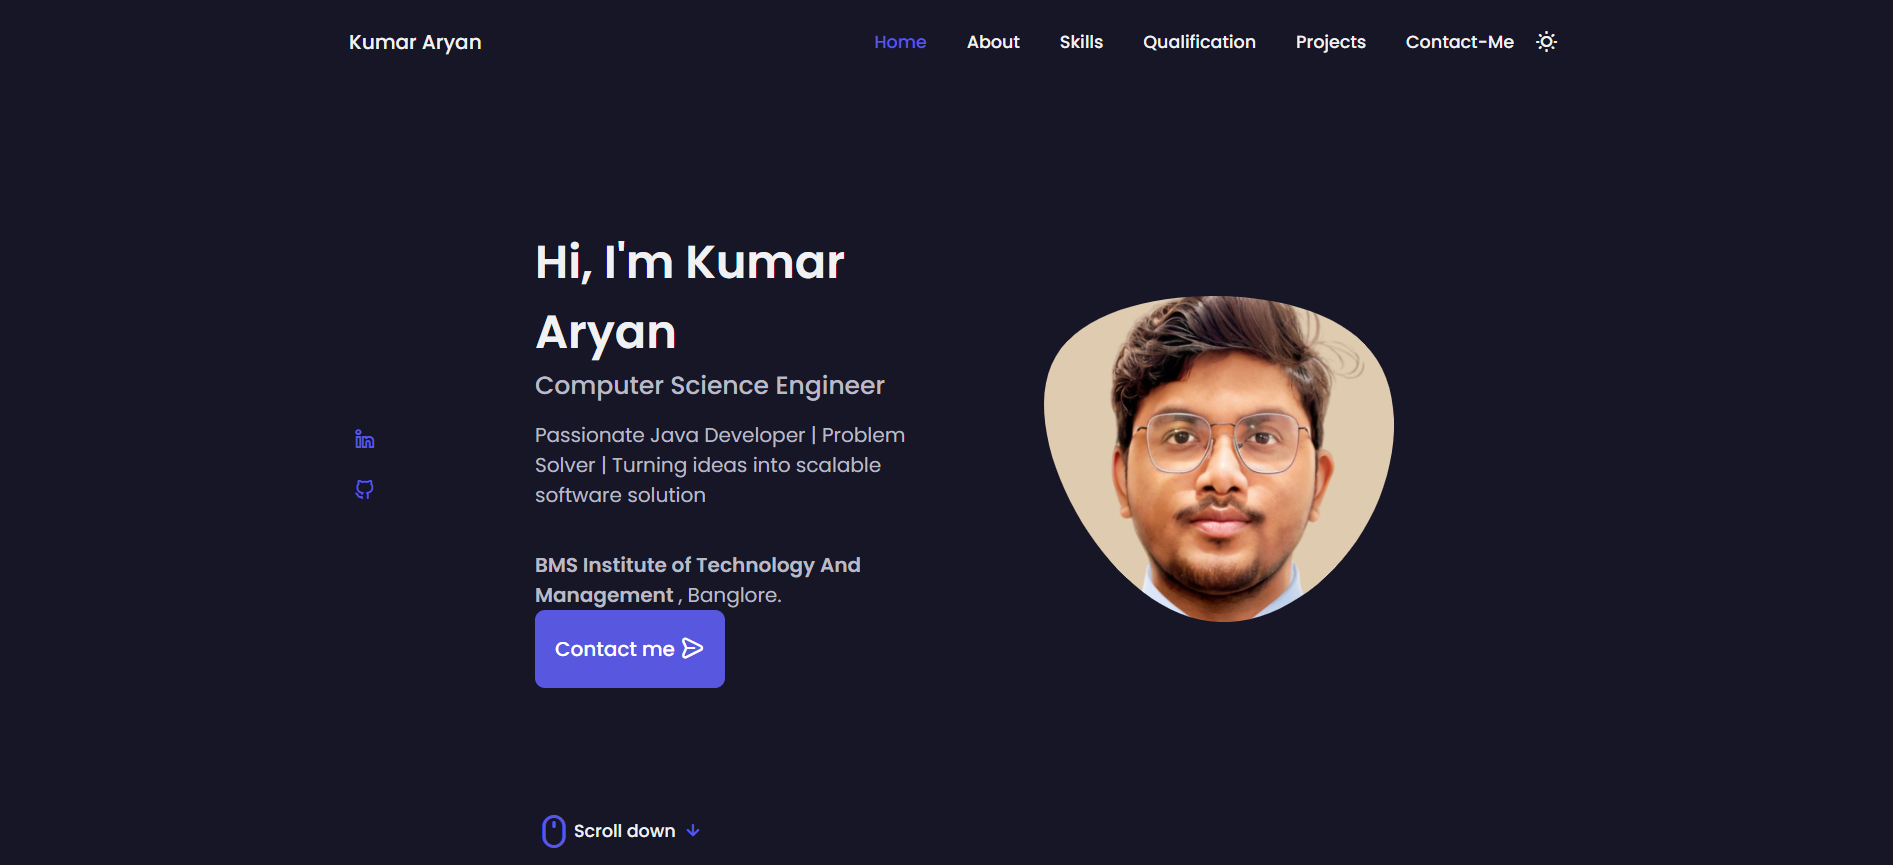 Kumar Aryan
Home About Skills Qualification Projects Contact-Me
Hi, I'm Kumar
Aryan
Computer Science Engineer
Passionate Java Developer | Problem
Solver | Turning ideas into scalable
software solution
BMS Institute of Technology And
Management , Banglore.
Contact me
Scroll down